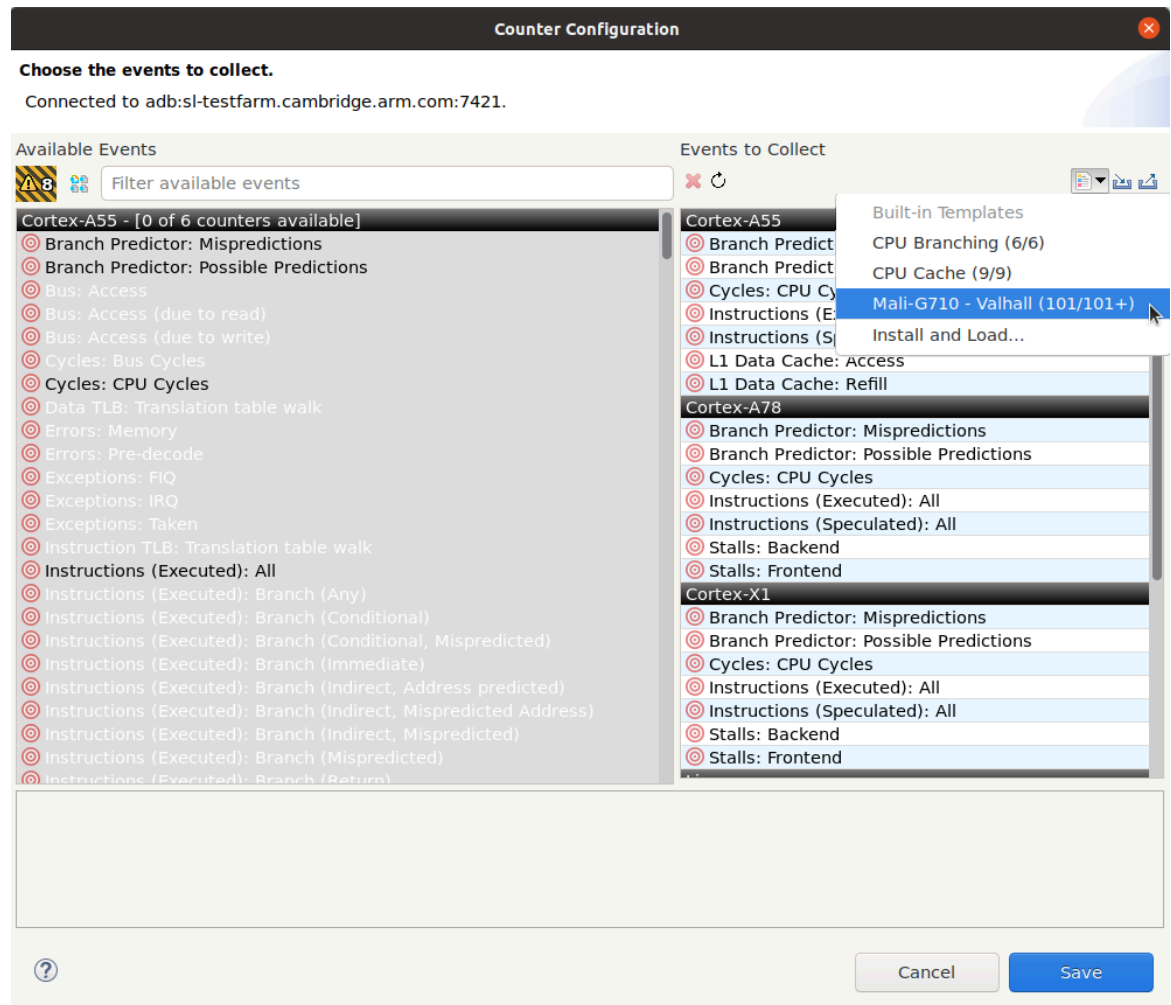 Counter Configuration
Choose the events to collect.
Connected to adb:sl-testfarm.cambridge.arm.com:7421.
Available Events
8
Filter available events
Cortex-A55 - [0 of 6 counters available]
Branch Predictor: Mispredictions
Branch Predictor: Possible Predictions
Bus: Access
Bus: Access (due to read)
Bus: Access (due to write)
Cycles: Bus Cycles
Cycles: CPU Cycles
Data TLB: Translation table walk
Errors: Memory
Errors: Pre-decode
Exceptions: FIQ
Exceptions: IRQ
Exceptions: Taken
Instruction TLB: Translation table walk
Instructions (Executed): All
Instructions (Executed): Branch (Any)
Instructions (Executed): Branch (Conditional)
Instructions (Executed): Branch (Conditional, Mispredicted)
Instructions (Executed): Branch (Immediate)
Instructions (Executed): Branch (Indirect, Address predicted)
Instructions (Executed): Branch (Indirect, Mispredicted Address)
Instructions (Executed): Branch (Indirect, Mispredicted)
Instructions (Executed): Branch (Mispredicted)
Instructions (Executed): Branch (Return)
Events to Collect
Built-in Templates
CPU Branching (6/6)
CPU Cache (9/9)
Mali-G710 - Valhall (101/101+)
Install and Load...
Cortex-A55
Branch Predict
Branch Predict
Cycles: CPU Cy
Instructions (E
Instructions (S
L1 Data Cache: Access
L1 Data Cache: Refill
Cortex-A78
Branch Predictor: Mispredictions
Branch Predictor: Possible Predictions
Cycles: CPU Cycles
Instructions (Executed): All
Instructions (Speculated): All
Stalls: Backend
Stalls: Frontend
Cortex-X1
Branch Predictor: Mispredictions
Branch Predictor: Possible Predictions
Cycles: CPU Cycles
Instructions (Executed): All
Instructions (Speculated): All
Stalls: Backend
Stalls: Frontend
?
Cancel
Save